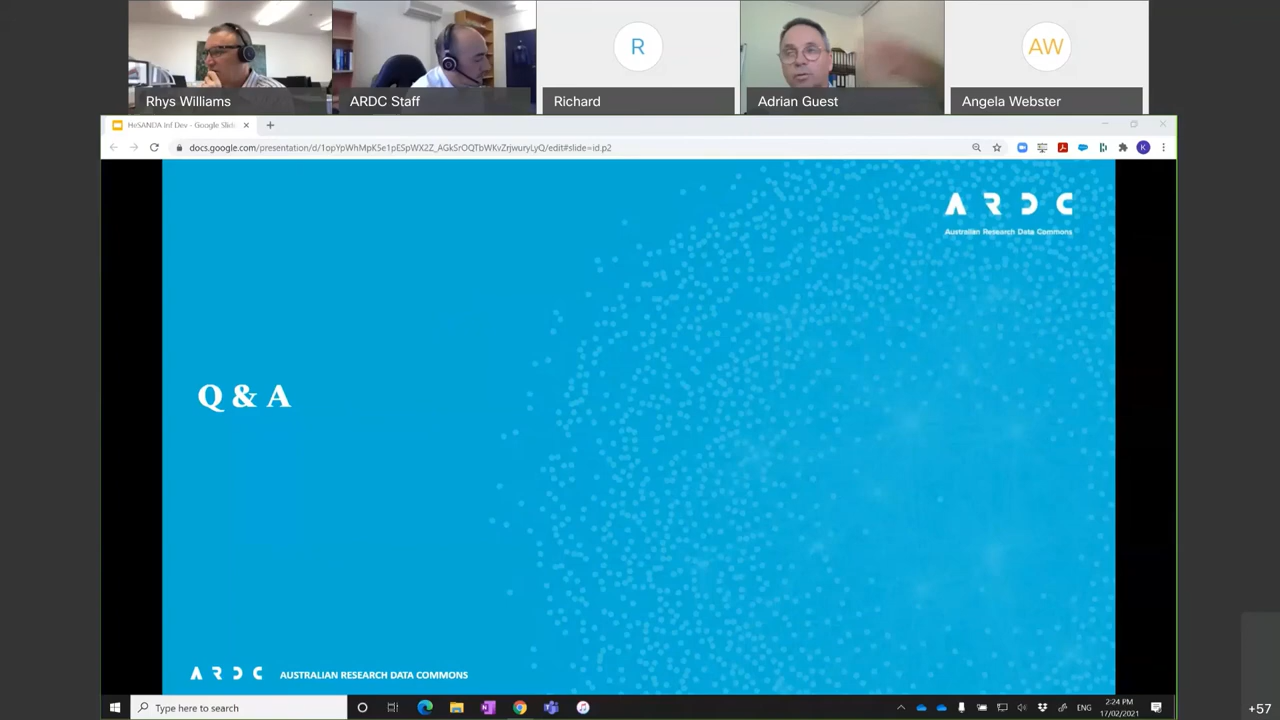 R
AW
Rhys Williams
ARDC Staff
Richard
Adrian Guest
Angela Webster
HeSANDA Inf Dev - Google Slid
docs.google.com/presentation/d/1opYpWhMpKSe1pESpWX2Z_AGkSrOQTbWKvZrjwuryLyQ/edit#slide=id.p2
K
ARDC
Australian Research Data Commons
Q & A
ARDC AUSTRALIAN RESEARCH DATA COMMONS
Type here to search
ENG
2:24 PM
17/02/2021
+57